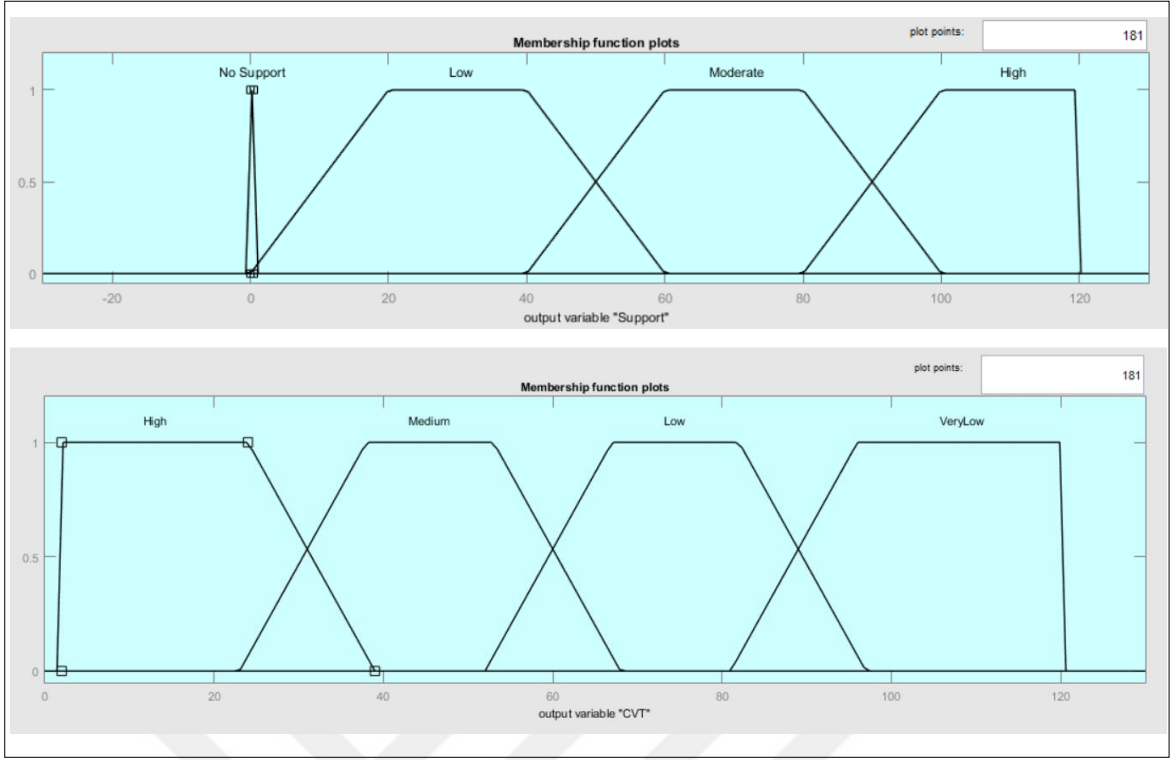 plot points: 181
Membership function plots
No Support Low Moderate High
1
0.5
0
-20 0 20 40 60 80 100 120
output variable "Support"
plot points: 181
Membership function plots
High Medium Low VeryLow
1
0.5
0
0 20 40 60 80 100 120
output variable "CVT"